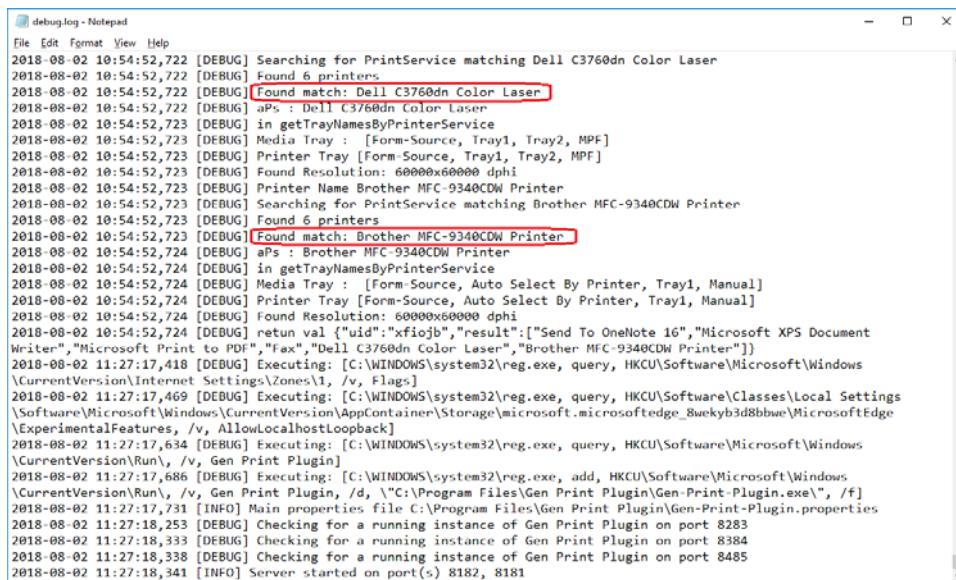 debug.log - Notepad
File Edit Format View Help
2018-08-02 10:54:52,722 [DEBUG] Searching for PrintService matching Dell C3760dn Color Laser
2018-08-02 10:54:52,722 [DEBUG] Found 6 printers
2018-08-02 10:54:52,722 [DEBUG] Found match: Dell C3760dn Color Laser
2018-08-02 10:54:52,722 [DEBUG] aPs : Dell C3760dn Color Laser
2018-08-02 10:54:52,723 [DEBUG] in getTrayNamesByPrinterService
2018-08-02 10:54:52,723 [DEBUG] Media Tray :  [Form-Source, Tray1, Tray2, MPF]
2018-08-02 10:54:52,723 [DEBUG] Printer Tray [Form-Source, Tray1, Tray2, MPF]
2018-08-02 10:54:52,723 [DEBUG] Found Resolution: 60000x60000 dphi
2018-08-02 10:54:52,723 [DEBUG] Printer Name Brother MFC-9340CDW Printer
2018-08-02 10:54:52,723 [DEBUG] Searching for PrintService matching Brother MFC-9340CDW Printer
2018-08-02 10:54:52,723 [DEBUG] Found 6 printers
2018-08-02 10:54:52,723 [DEBUG] Found match: Brother MFC-9340CDW Printer
2018-08-02 10:54:52,724 [DEBUG] aPs : Brother MFC-9340CDW Printer
2018-08-02 10:54:52,724 [DEBUG] in getTrayNamesByPrinterService
2018-08-02 10:54:52,724 [DEBUG] Media Tray :  [Form-Source, Auto Select By Printer, Tray1, Manual]
2018-08-02 10:54:52,724 [DEBUG] Printer Tray [Form-Source, Auto Select By Printer, Tray1, Manual]
2018-08-02 10:54:52,724 [DEBUG] Found Resolution: 60000x60000 dphi
2018-08-02 10:54:52,724 [DEBUG] retun val {"uid":"xfiojb","result":["Send To OneNote 16","Microsoft XPS Document
Writer","Microsoft Print to PDF","Fax","Dell C3760dn Color Laser","Brother MFC-9340CDW Printer"]}
2018-08-02 11:27:17,418 [DEBUG] Executing: [C:\WINDOWS\system32\reg.exe, query, HKCU\Software\Microsoft\Windows
\CurrentVersion\Internet Settings\Zones\1, /v, Flags]
2018-08-02 11:27:17,469 [DEBUG] Executing: [C:\WINDOWS\system32\reg.exe, query, HKCU\Software\Classes\Local Settings
\Software\Microsoft\Windows\CurrentVersion\AppContainer\Storage\microsoft.microsoftedge_8wekyb3d8bbwe\MicrosoftEdge
\ExperimentalFeatures, /v, AllowLocalhostLoopback]
2018-08-02 11:27:17,634 [DEBUG] Executing: [C:\WINDOWS\system32\reg.exe, query, HKCU\Software\Microsoft\Windows
\CurrentVersion\Run\, /v, Gen Print Plugin]
2018-08-02 11:27:17,686 [DEBUG] Executing: [C:\WINDOWS\system32\reg.exe, add, HKCU\Software\Microsoft\Windows
\CurrentVersion\Run\, /v, Gen Print Plugin, /d, \"C:\Program Files\Gen Print Plugin\Gen-Print-Plugin.exe\", /f]
2018-08-02 11:27:17,731 [INFO] Main properties file C:\Program Files\Gen Print Plugin\Gen-Print-Plugin.properties
2018-08-02 11:27:18,253 [DEBUG] Checking for a running instance of Gen Print Plugin on port 8283
2018-08-02 11:27:18,333 [DEBUG] Checking for a running instance of Gen Print Plugin on port 8384
2018-08-02 11:27:18,338 [DEBUG] Checking for a running instance of Gen Print Plugin on port 8485
2018-08-02 11:27:18,341 [INFO] Server started on port(s) 8182, 8181